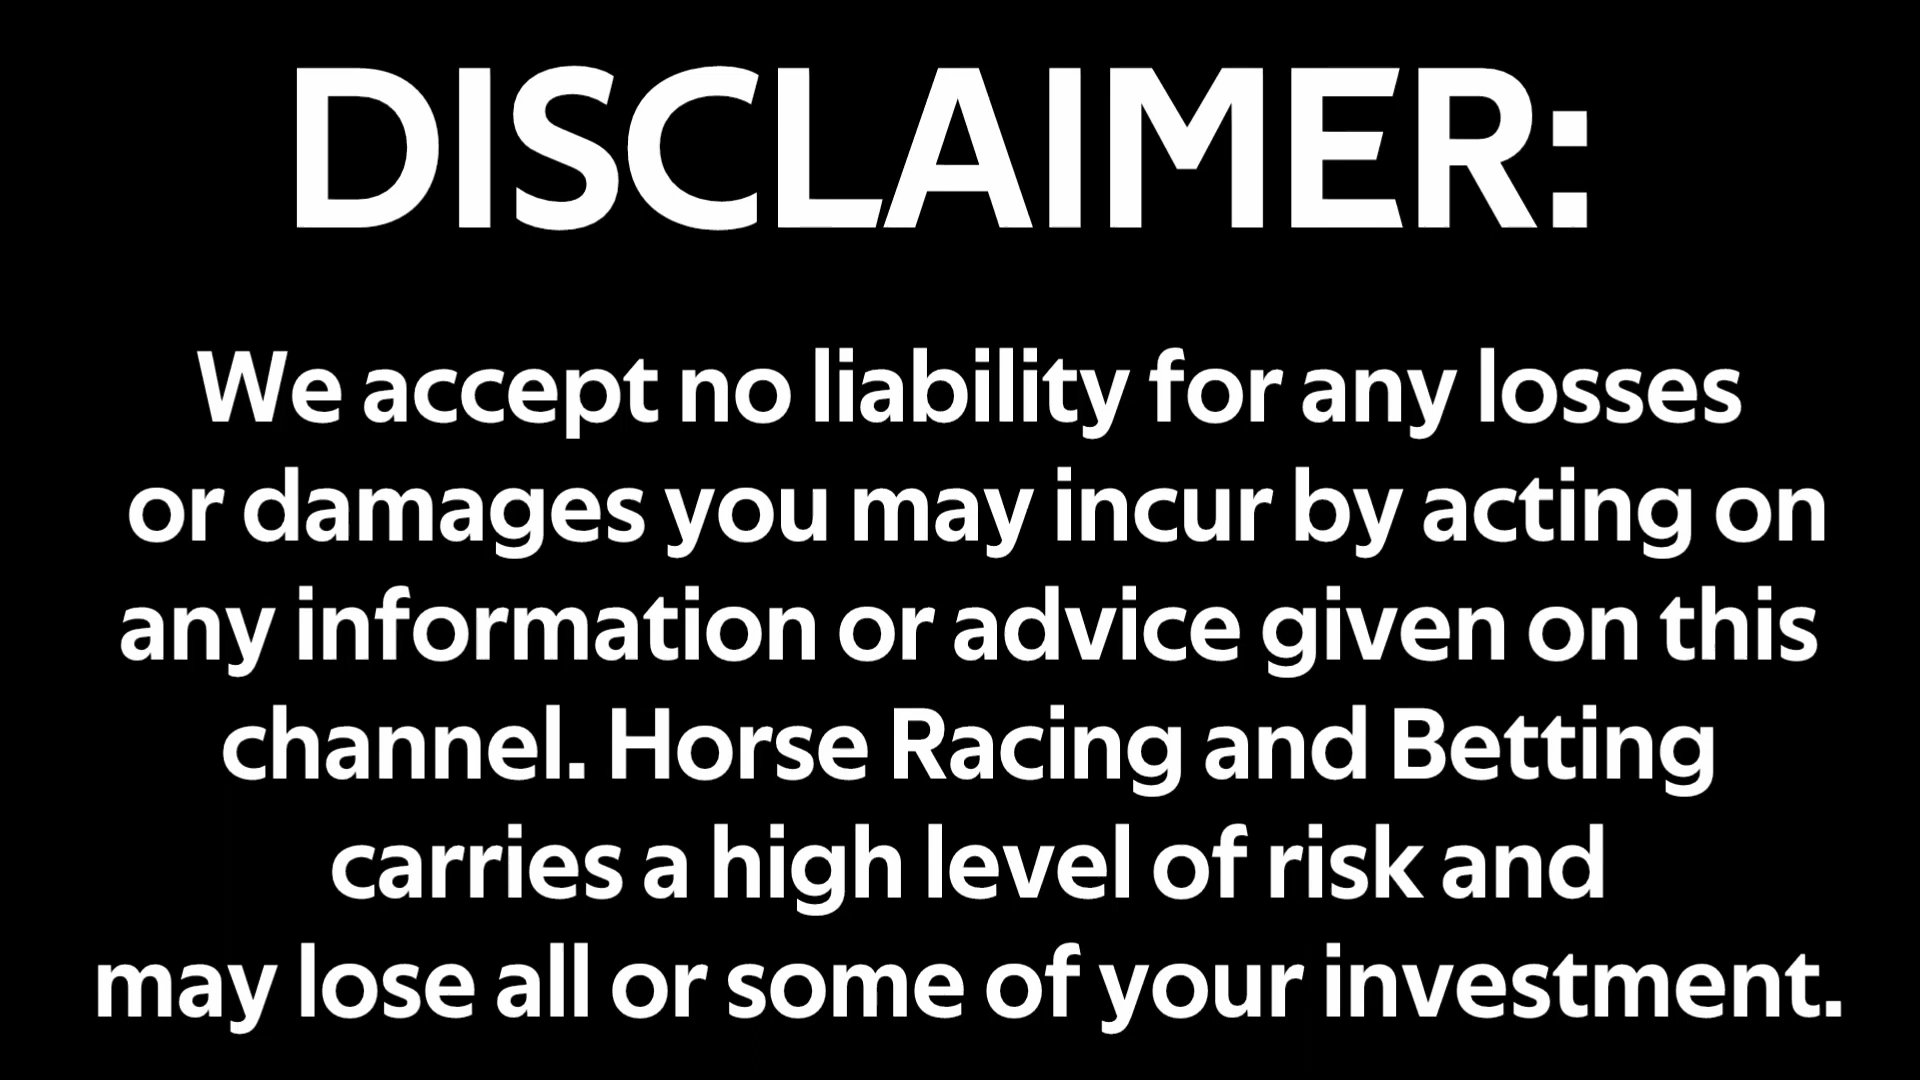 DISCLAIMER:
We accept no liability for any losses
or damages you may incur by acting on
any information or advice given on this
channel. Horse Racing and Betting
carries a high level of risk and
may lose all or some of your investment.